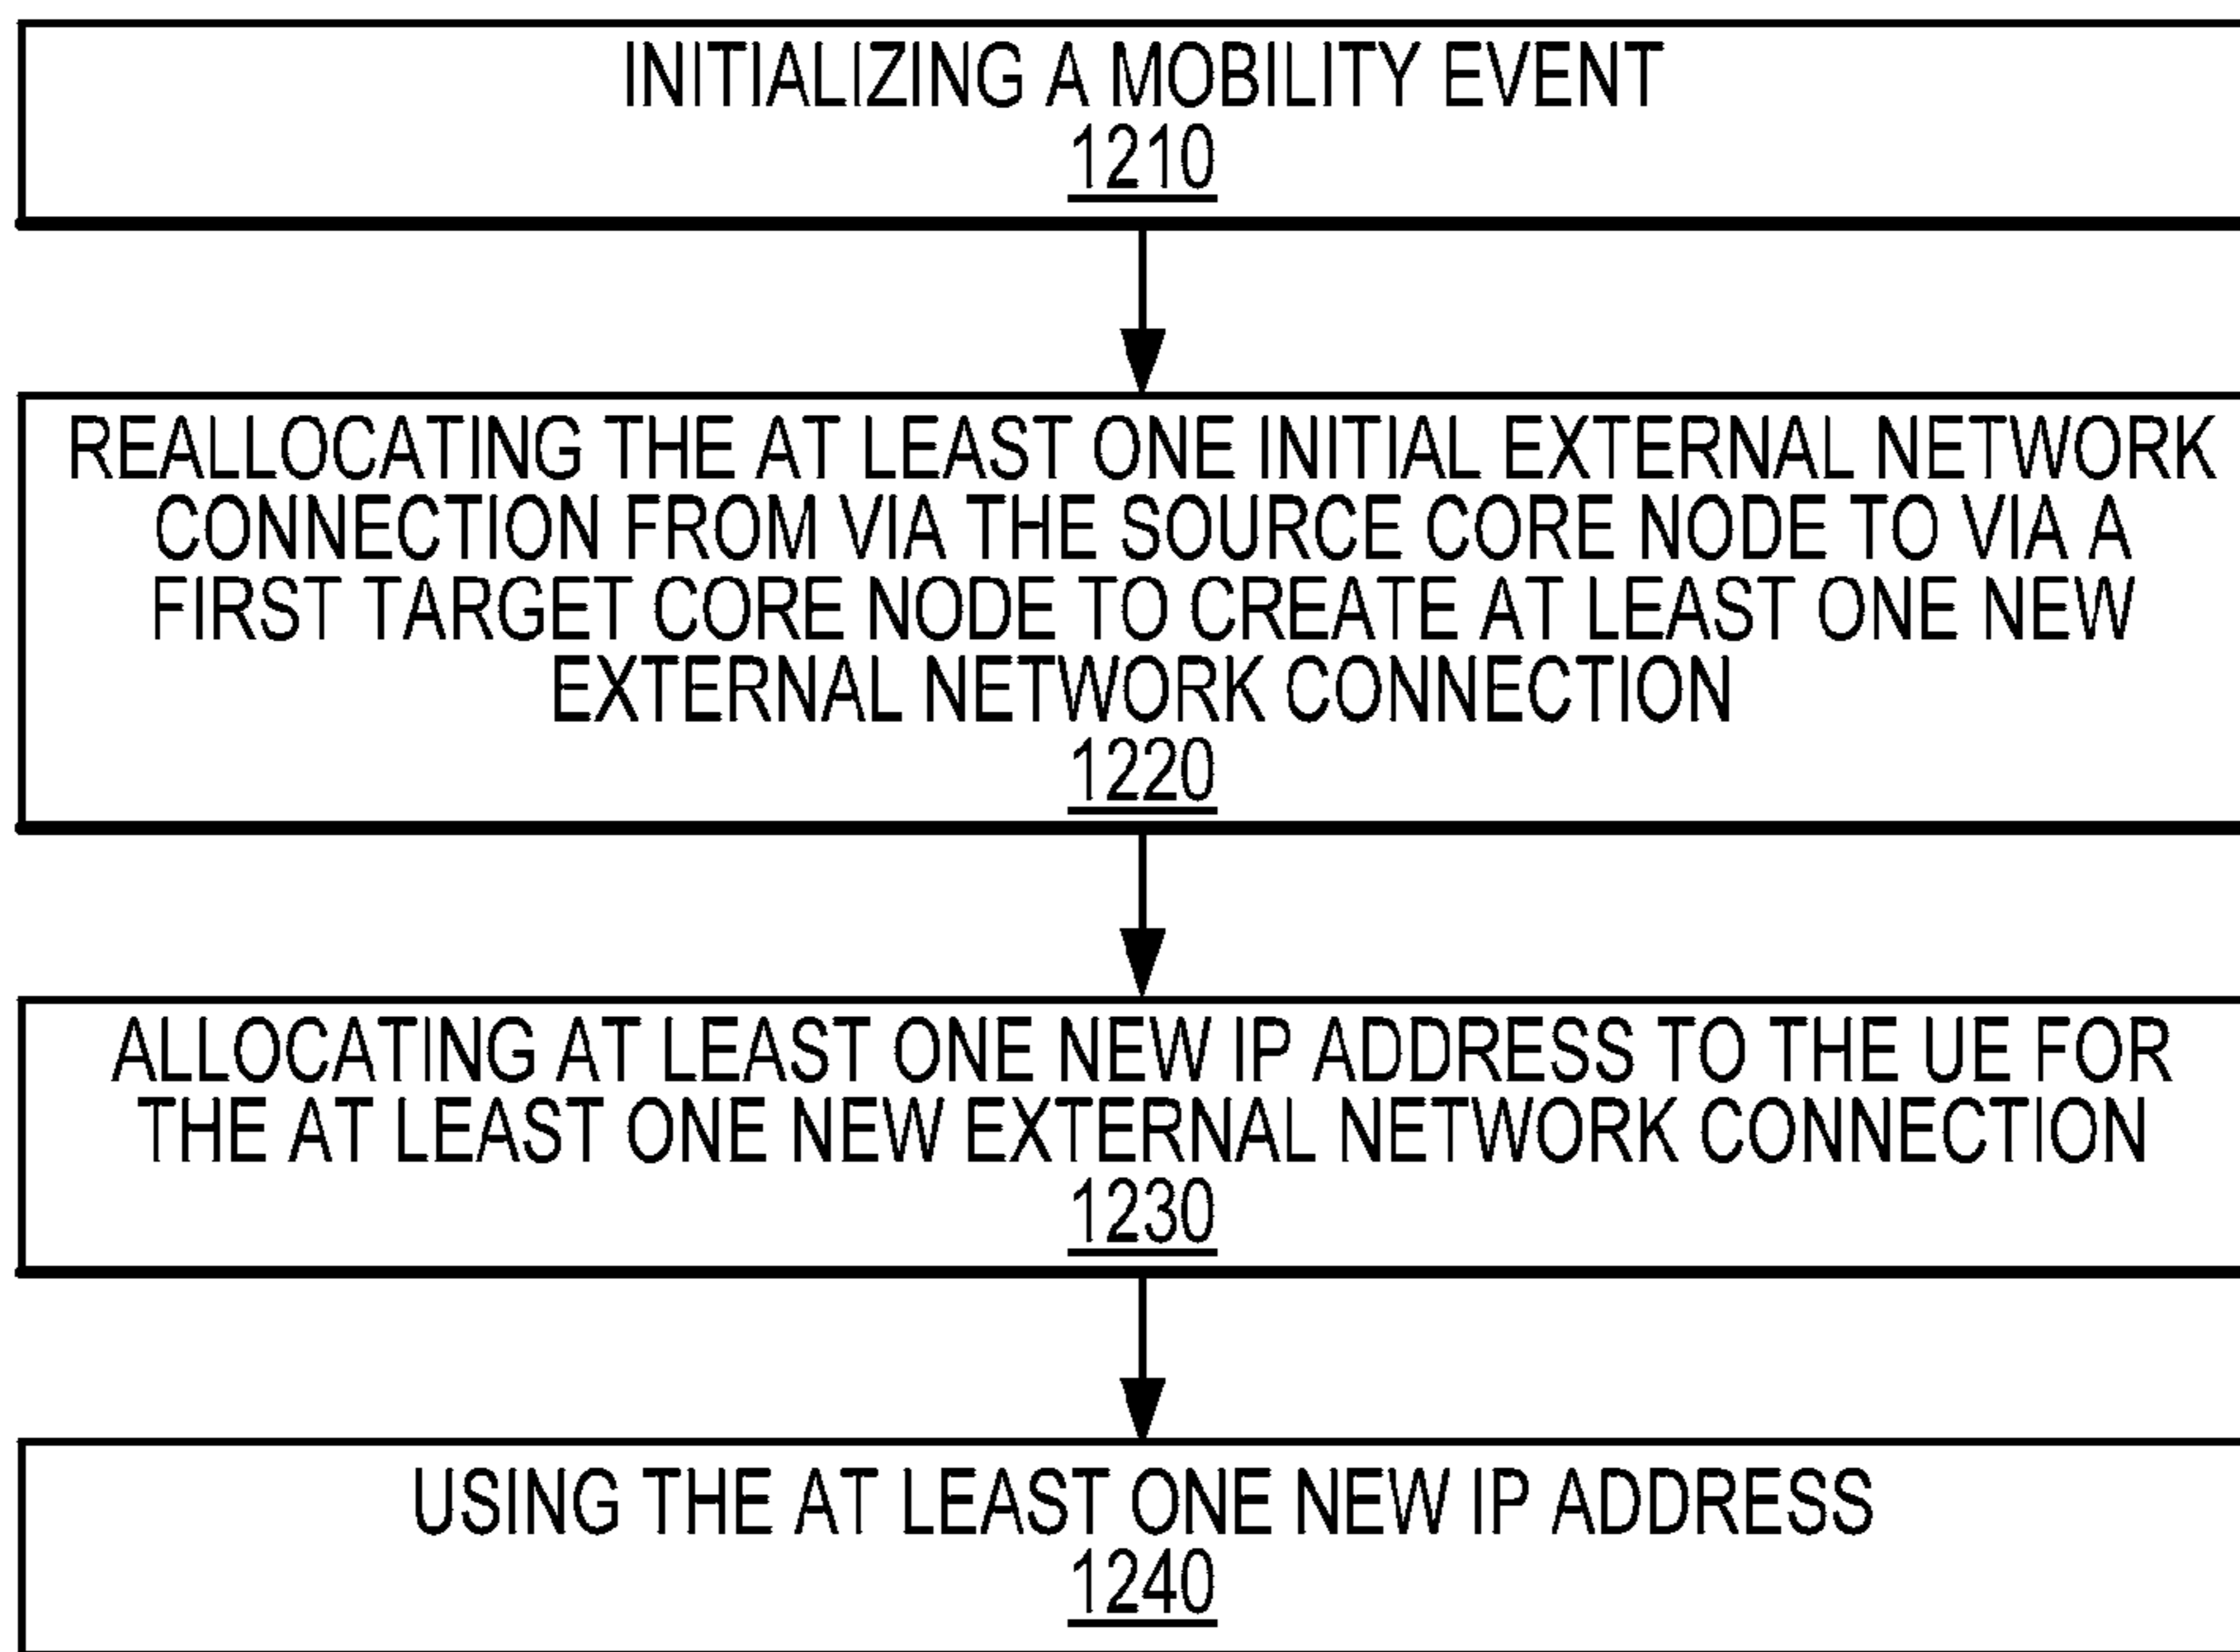 INITIALIZING A MOBILITY EVENT
1210
REALLOCATING THE AT LEAST ONE INITIAL EXTERNAL NETWORK
CONNECTION FROM VIA THE SOURCE CORE NODE TO VIA A
FIRST TARGET CORE NODE TO CREATE AT LEAST ONE NEW
EXTERNAL NETWORK CONNECTION
1220
ALLOCATING AT LEAST ONE NEW IP ADDRESS TO THE UE FOR
THE AT LEAST ONE NEW EXTERNAL NETWORK CONNECTION
1230
USING THE AT LEAST ONE NEW IP ADDRESS
1240